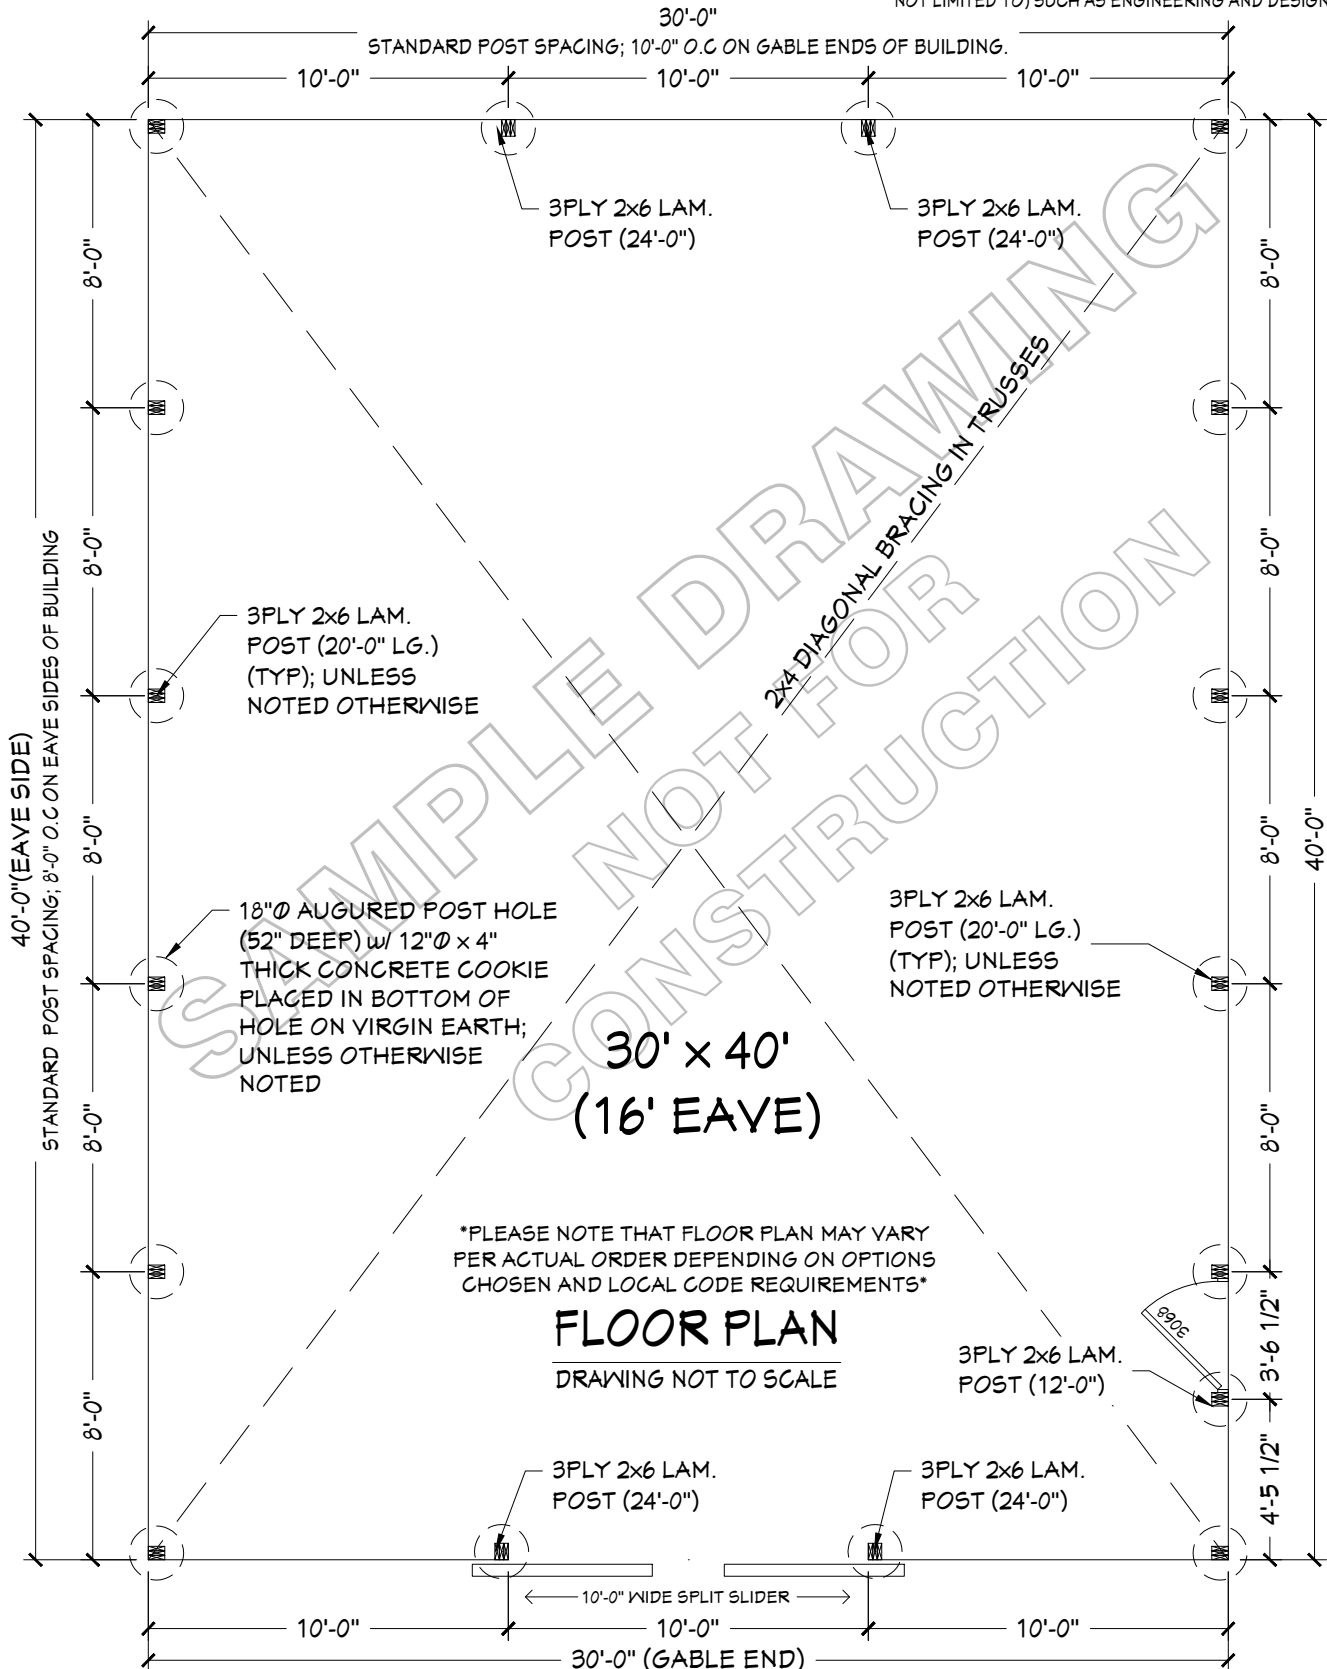 NOT LIMITED TO) SUCH AS ENGINEERING AND DESIGN
30'-0"
STANDARD POST SPACING; 10'-0" O.C ON GABLE ENDS OF BUILDING.
10'-0"
10'-0"
10'-0"
3PLY 2x6 LAM.
POST (24'-0")
3PLY 2x6 LAM.
POST (24'-0")
8'-0"
8'-0"
8'-0"
8'-0"
8'-0"
40'-0"(EAVE SIDE)
STANDARD POST SPACING; 8'-0" O.C ON EAVE SIDES OF BUILDING
8'-0"
8'-0"
8'-0"
8'-0"
3'-6 1/2"
4'-5 1/2"
40'-0"
SAMPLE DRAWING
NOT FOR
CONSTRUCTION
2x4 DIAGONAL BRACING IN TRUSSES
3PLY 2x6 LAM.
POST (20'-0" LG.)
(TYP); UNLESS
NOTED OTHERWISE
18"Ø AUGURED POST HOLE
(52" DEEP) w/ 12"Ø x 4"
THICK CONCRETE COOKIE
PLACED IN BOTTOM OF
HOLE ON VIRGIN EARTH;
UNLESS OTHERWISE
NOTED
3PLY 2x6 LAM.
POST (20'-0" LG.)
(TYP); UNLESS
NOTED OTHERWISE
30' x 40'
(16' EAVE)
*PLEASE NOTE THAT FLOOR PLAN MAY VARY
PER ACTUAL ORDER DEPENDING ON OPTIONS
CHOSEN AND LOCAL CODE REQUIREMENTS*
FLOOR PLAN
DRAWING NOT TO SCALE
3068
3PLY 2x6 LAM.
POST (12'-0")
3PLY 2x6 LAM.
POST (24'-0")
3PLY 2x6 LAM.
POST (24'-0")
10'-0" WIDE SPLIT SLIDER
10'-0"
10'-0"
10'-0"
30'-0" (GABLE END)